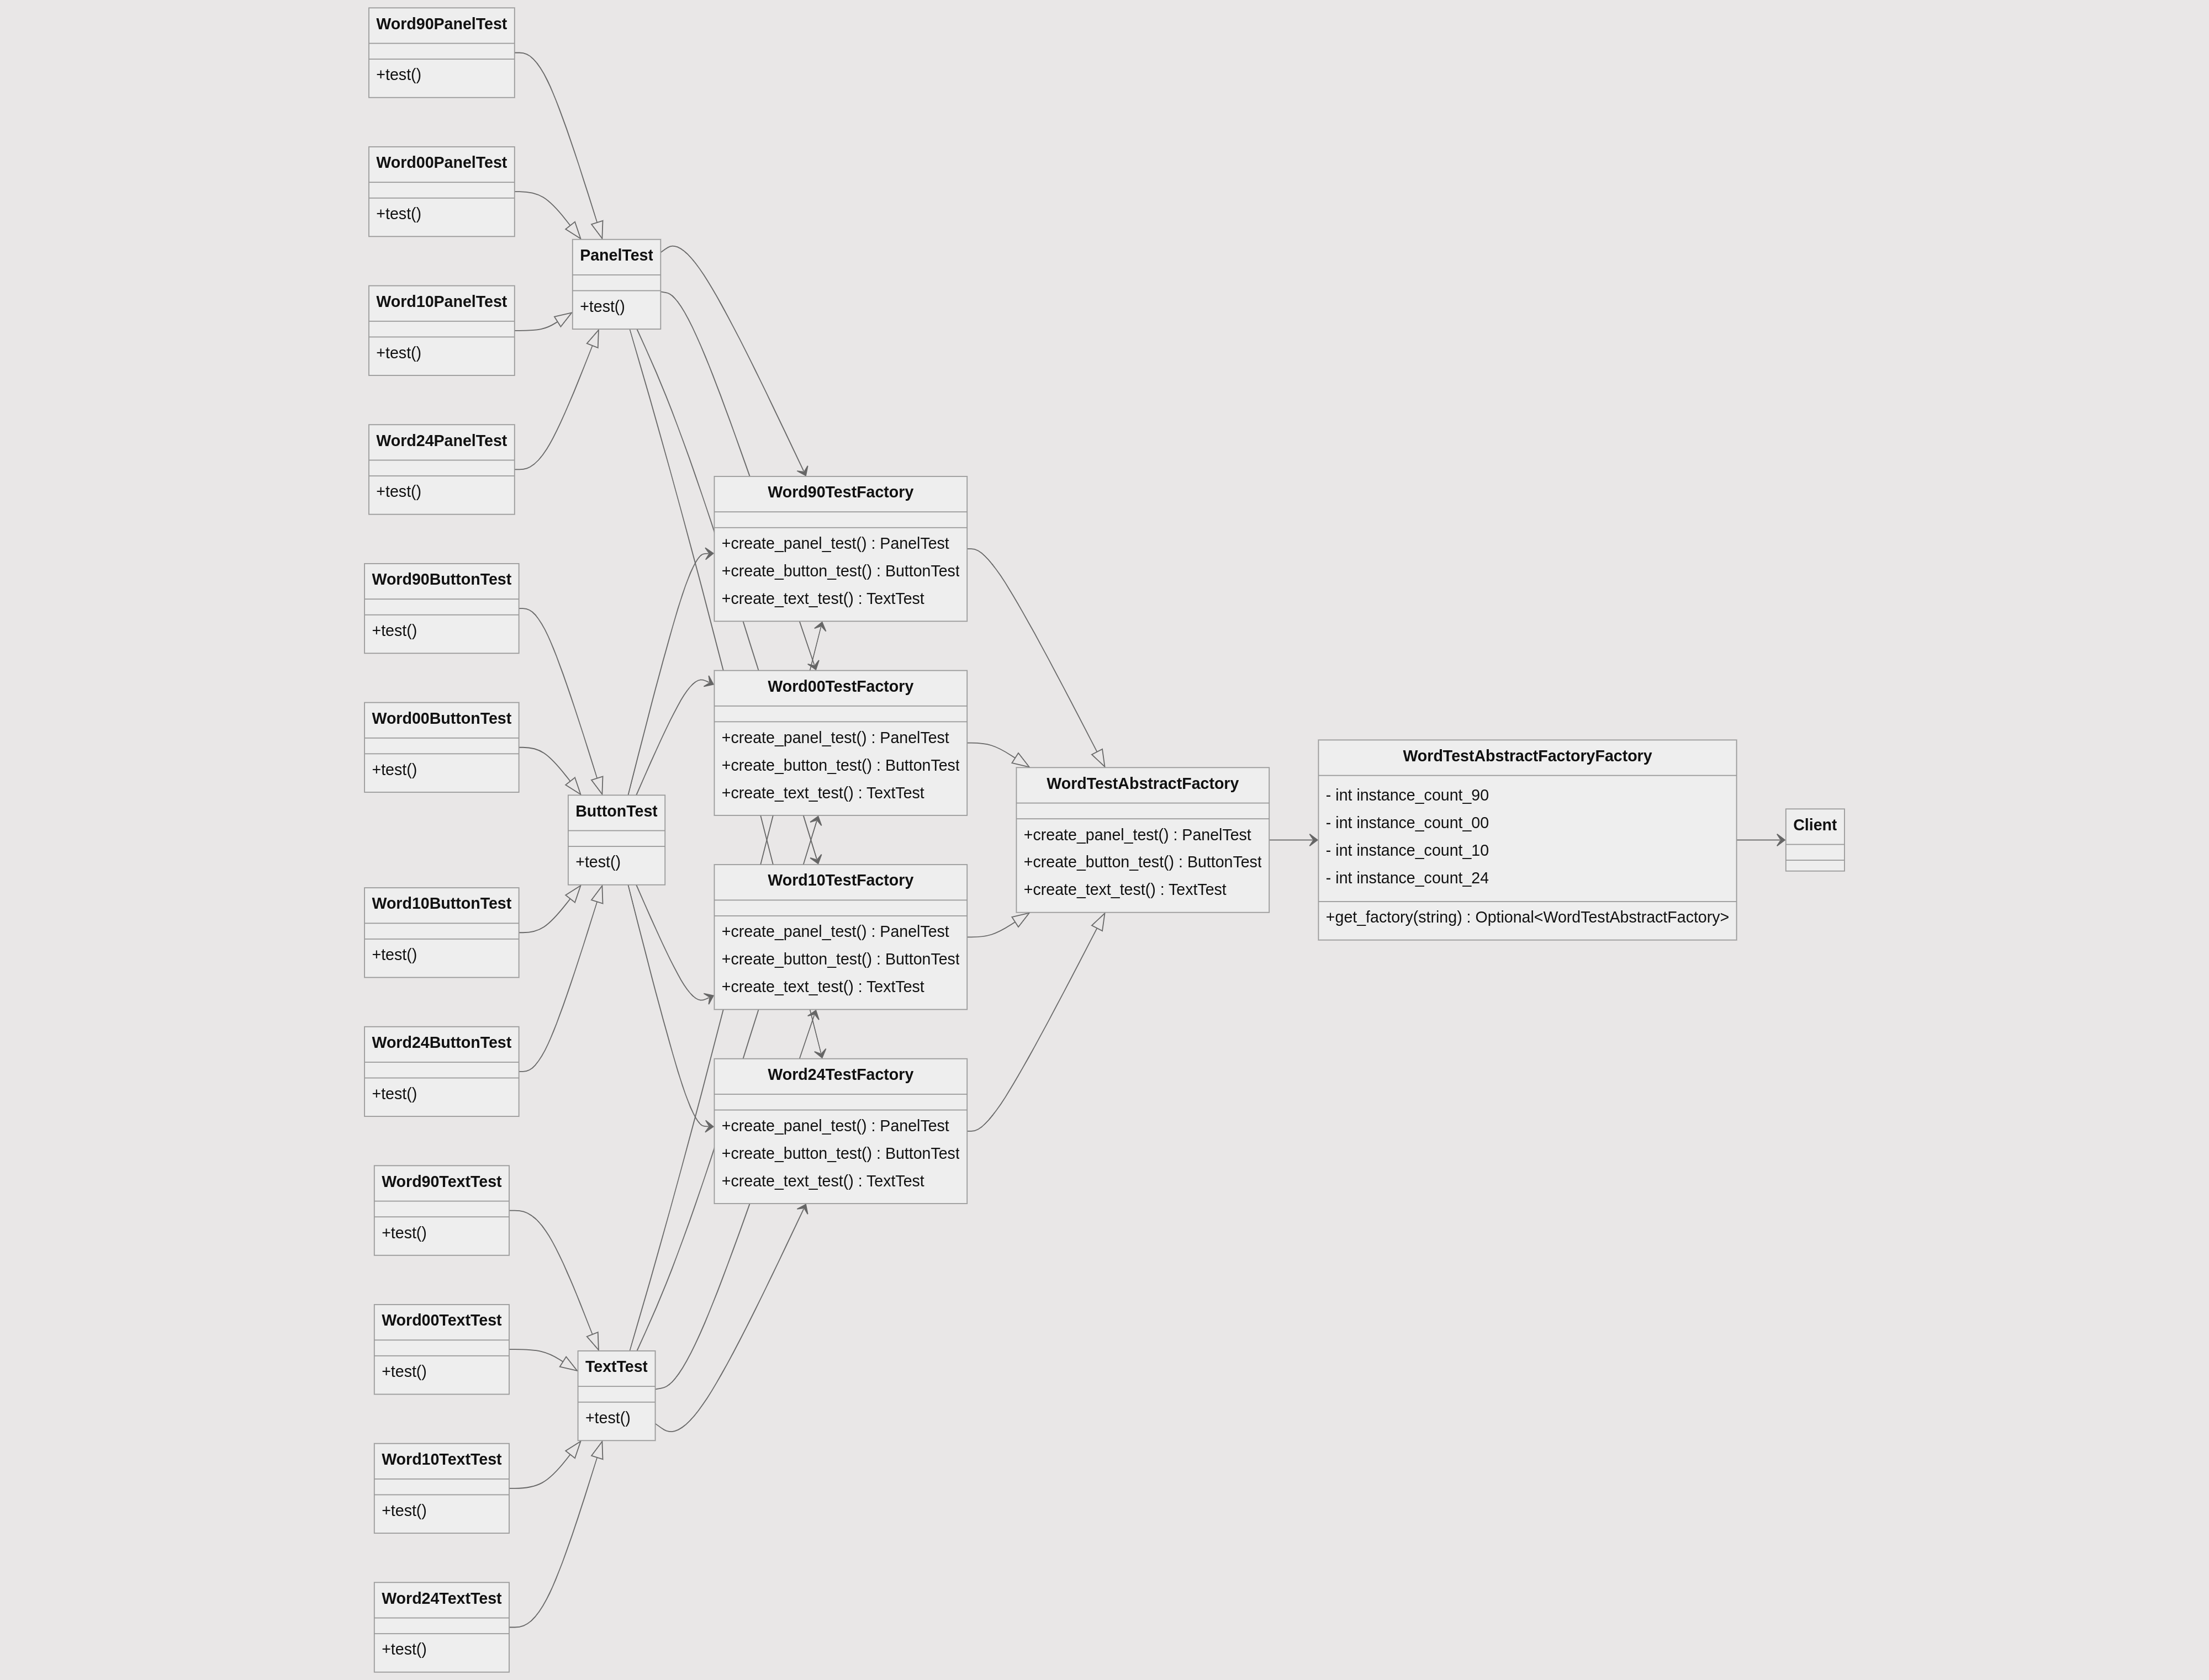 Word90PanelTest
+test()
Word00PanelTest
+test()
Word10PanelTest
+test()
Word24PanelTest
+test()
Word90ButtonTest
+test()
Word00ButtonTest
+test()
Word10ButtonTest
+test()
Word24ButtonTest
+test()
Word90TextTest
+test()
Word00TextTest
+test()
Word10TextTest
+test()
Word24TextTest
+test()
PanelTest
+test()
ButtonTest
+test()
TextTest
+test()
Word90TestFactory
+create_panel_test() : PanelTest
+create_button_test() : ButtonTest
+create_text_test() : TextTest
Word00TestFactory
+create_panel_test() : PanelTest
+create_button_test() : ButtonTest
+create_text_test() : TextTest
Word10TestFactory
+create_panel_test() : PanelTest
+create_button_test() : ButtonTest
+create_text_test() : TextTest
Word24TestFactory
+create_panel_test() : PanelTest
+create_button_test() : ButtonTest
+create_text_test() : TextTest
WordTestAbstractFactory
+create_panel_test() : PanelTest
+create_button_test() : ButtonTest
+create_text_test() : TextTest
WordTestAbstractFactoryFactory
- int instance_count_90
- int instance_count_00
- int instance_count_10
- int instance_count_24
+get_factory(string) : Optional<WordTestAbstractFactory>
Client